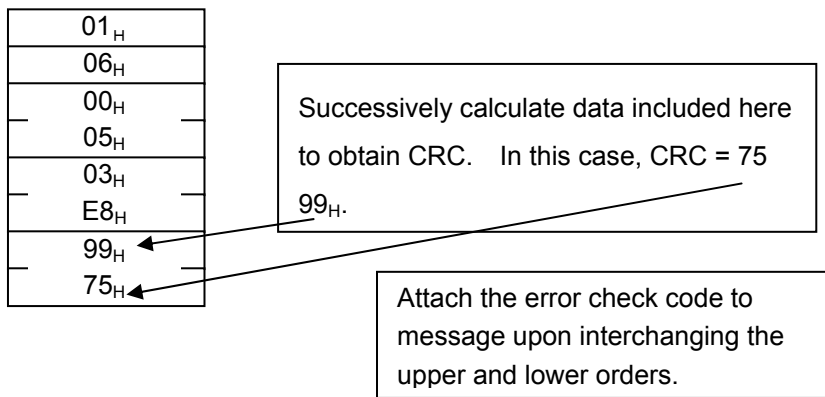 01H
06H
00H
05H
03H
E8H
99H
75H
Successively calculate data included here
to obtain CRC. In this case, CRC = 75
99H.
Attach the error check code to
message upon interchanging the
upper and lower orders.